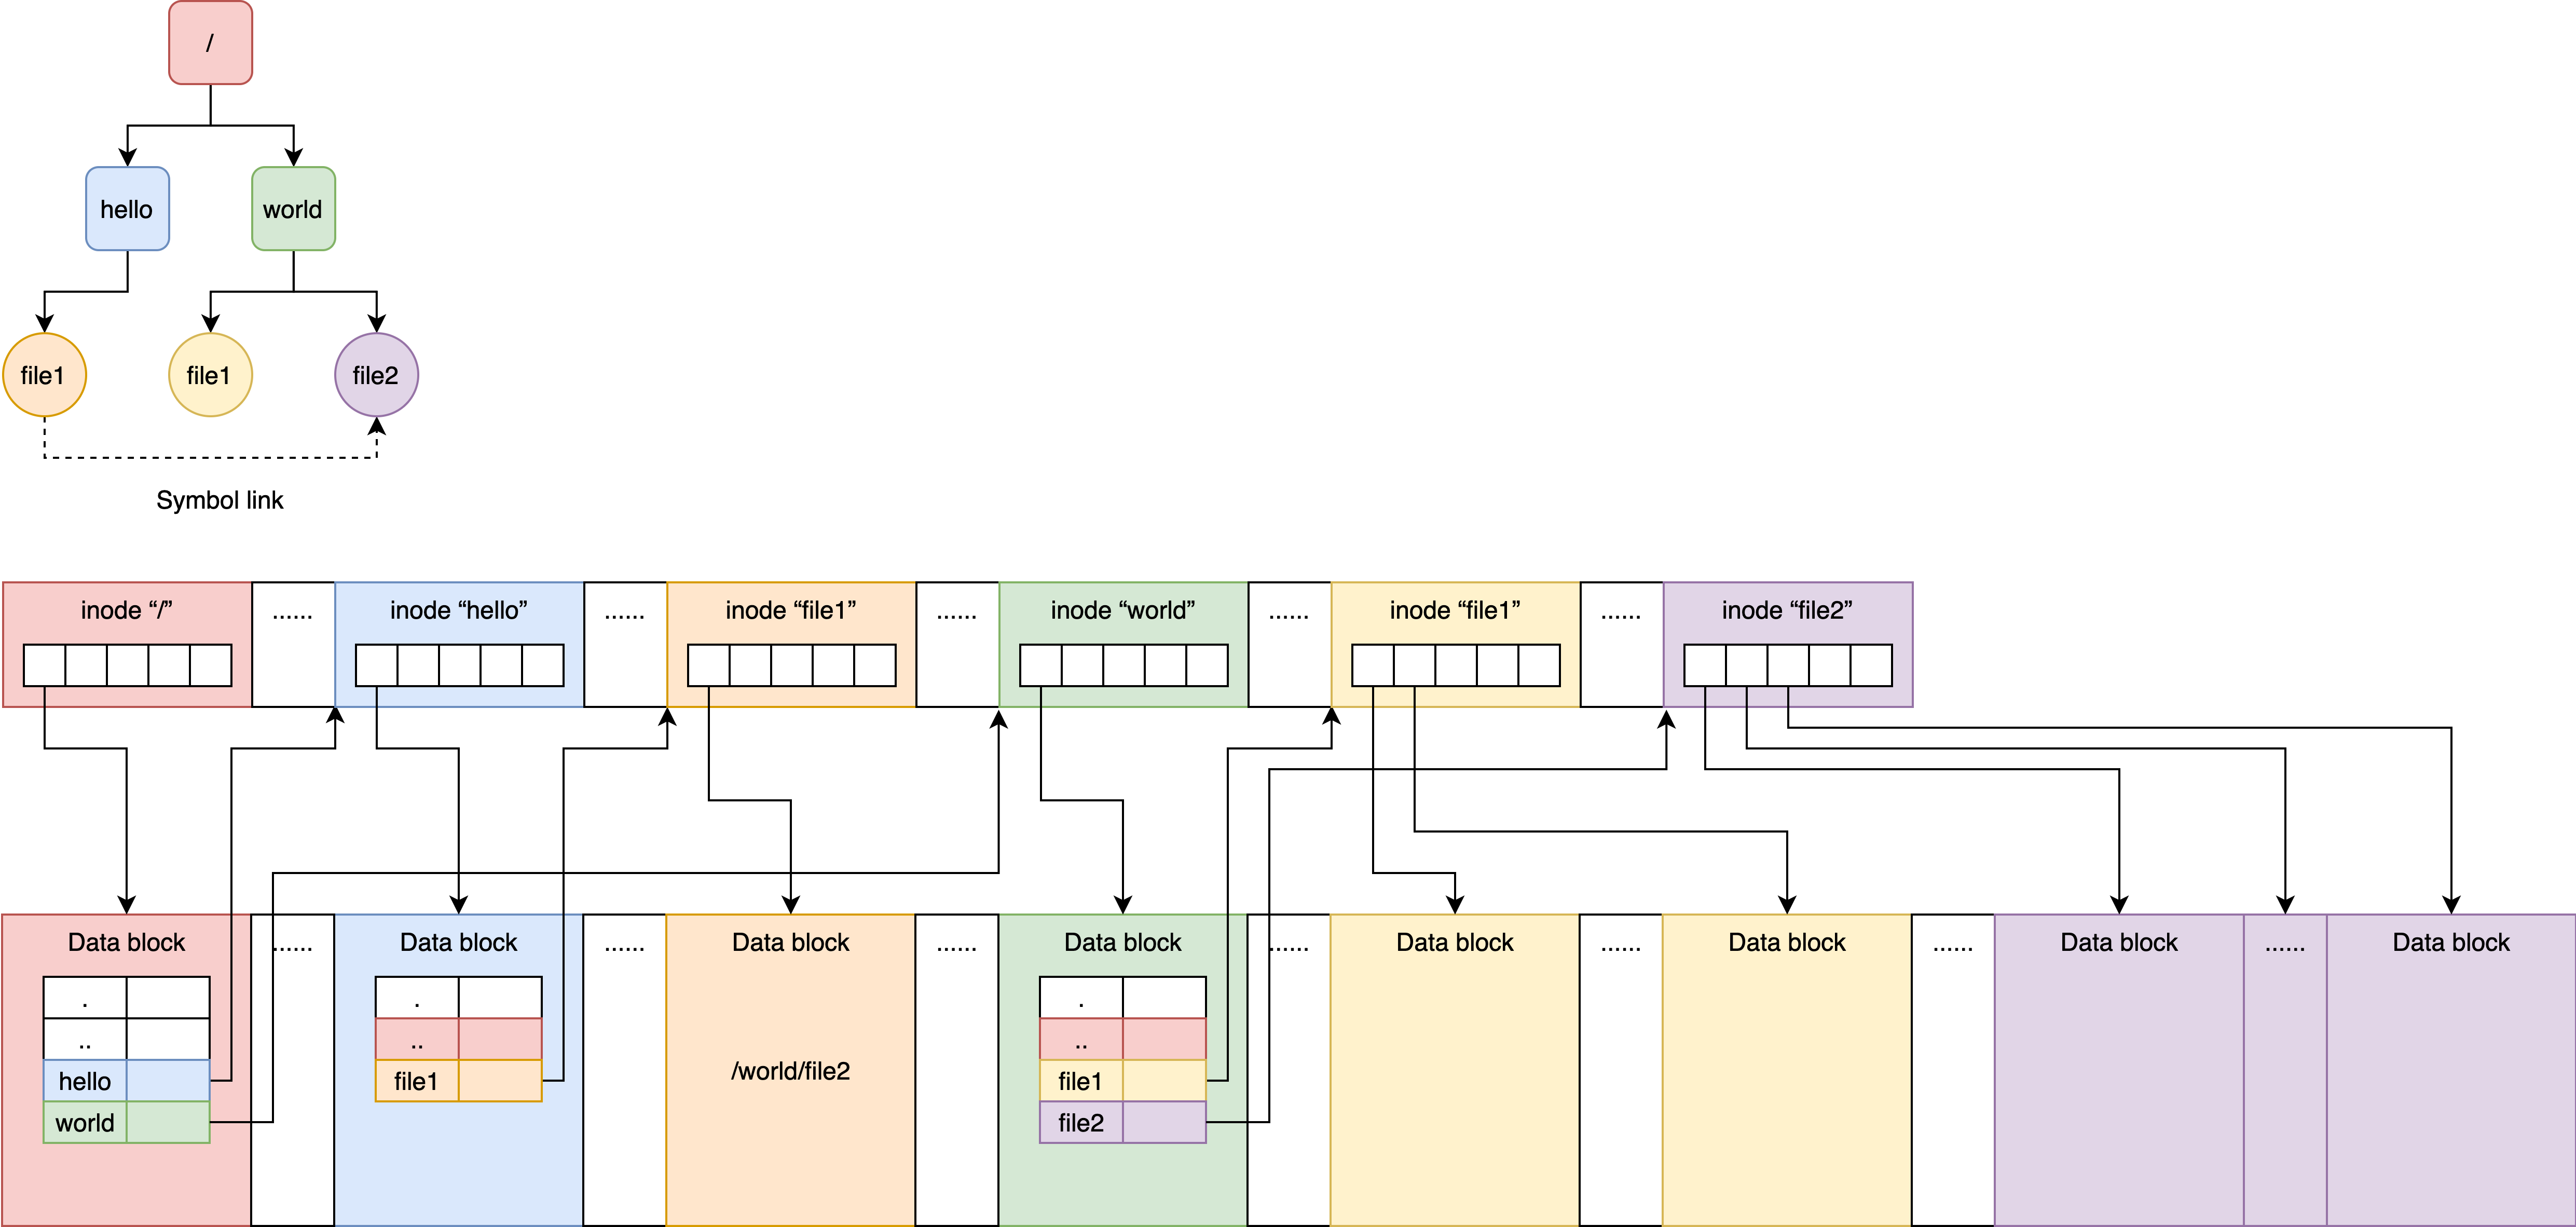 /
hello
world
file1
file1
file2
Symbol link
inode “/”
......
inode “hello”
......
inode “file1”
......
inode “world”
......
inode “file1”
......
inode “file2”
Data block
......
Data block
......
Data block
......
Data block
......
Data block
......
Data block
......
Data block
......
Data block
.
..
hello
world
.
..
file1
/world/file2
.
..
file1
file2